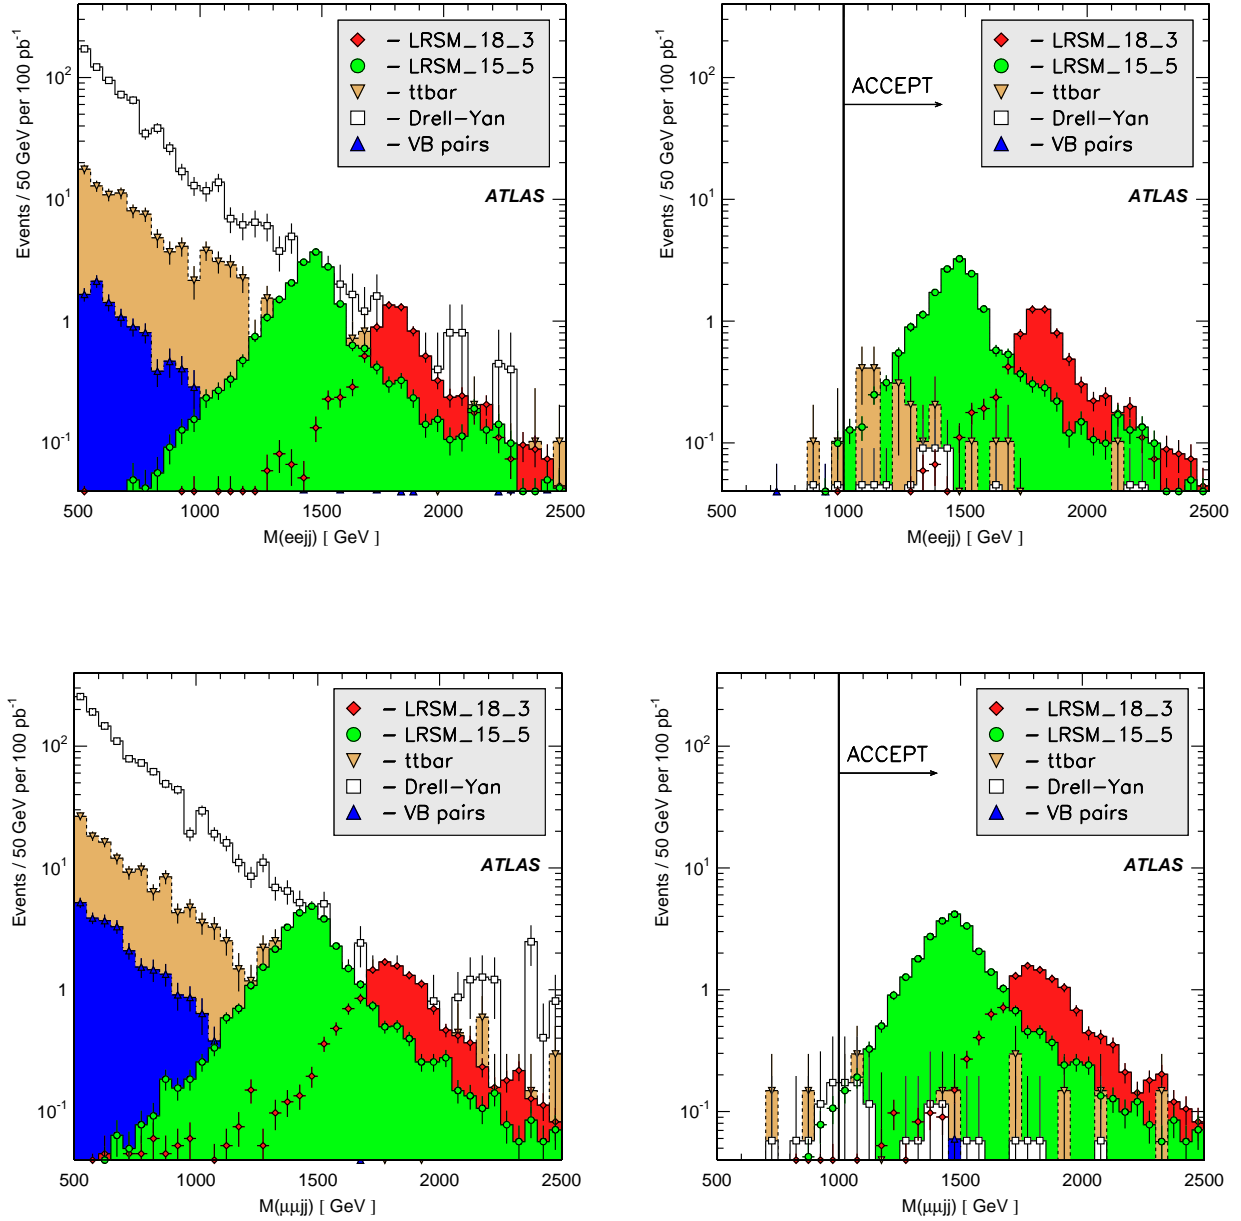 Events / 50 GeV per 100 pb⁻¹
10²
10
1
10⁻¹
– LRSM_18_3
– LRSM_15_5
– ttbar
– Drell–Yan
– VB pairs
ATLAS
500 1000 1500 2000 2500
M(eejj) [ GeV ]
Events / 50 GeV per 100 pb⁻¹
10²
10
1
10⁻¹
ACCEPT
– LRSM_18_3
– LRSM_15_5
– ttbar
– Drell–Yan
– VB pairs
ATLAS
500 1000 1500 2000 2500
M(eejj) [ GeV ]
Events / 50 GeV per 100 pb⁻¹
10²
10
1
10⁻¹
– LRSM_18_3
– LRSM_15_5
– ttbar
– Drell–Yan
– VB pairs
ATLAS
500 1000 1500 2000 2500
M(μμjj) [ GeV ]
Events / 50 GeV per 100 pb⁻¹
10²
10
1
10⁻¹
ACCEPT
– LRSM_18_3
– LRSM_15_5
– ttbar
– Drell–Yan
– VB pairs
ATLAS
500 1000 1500 2000 2500
M(μμjj) [ GeV ]